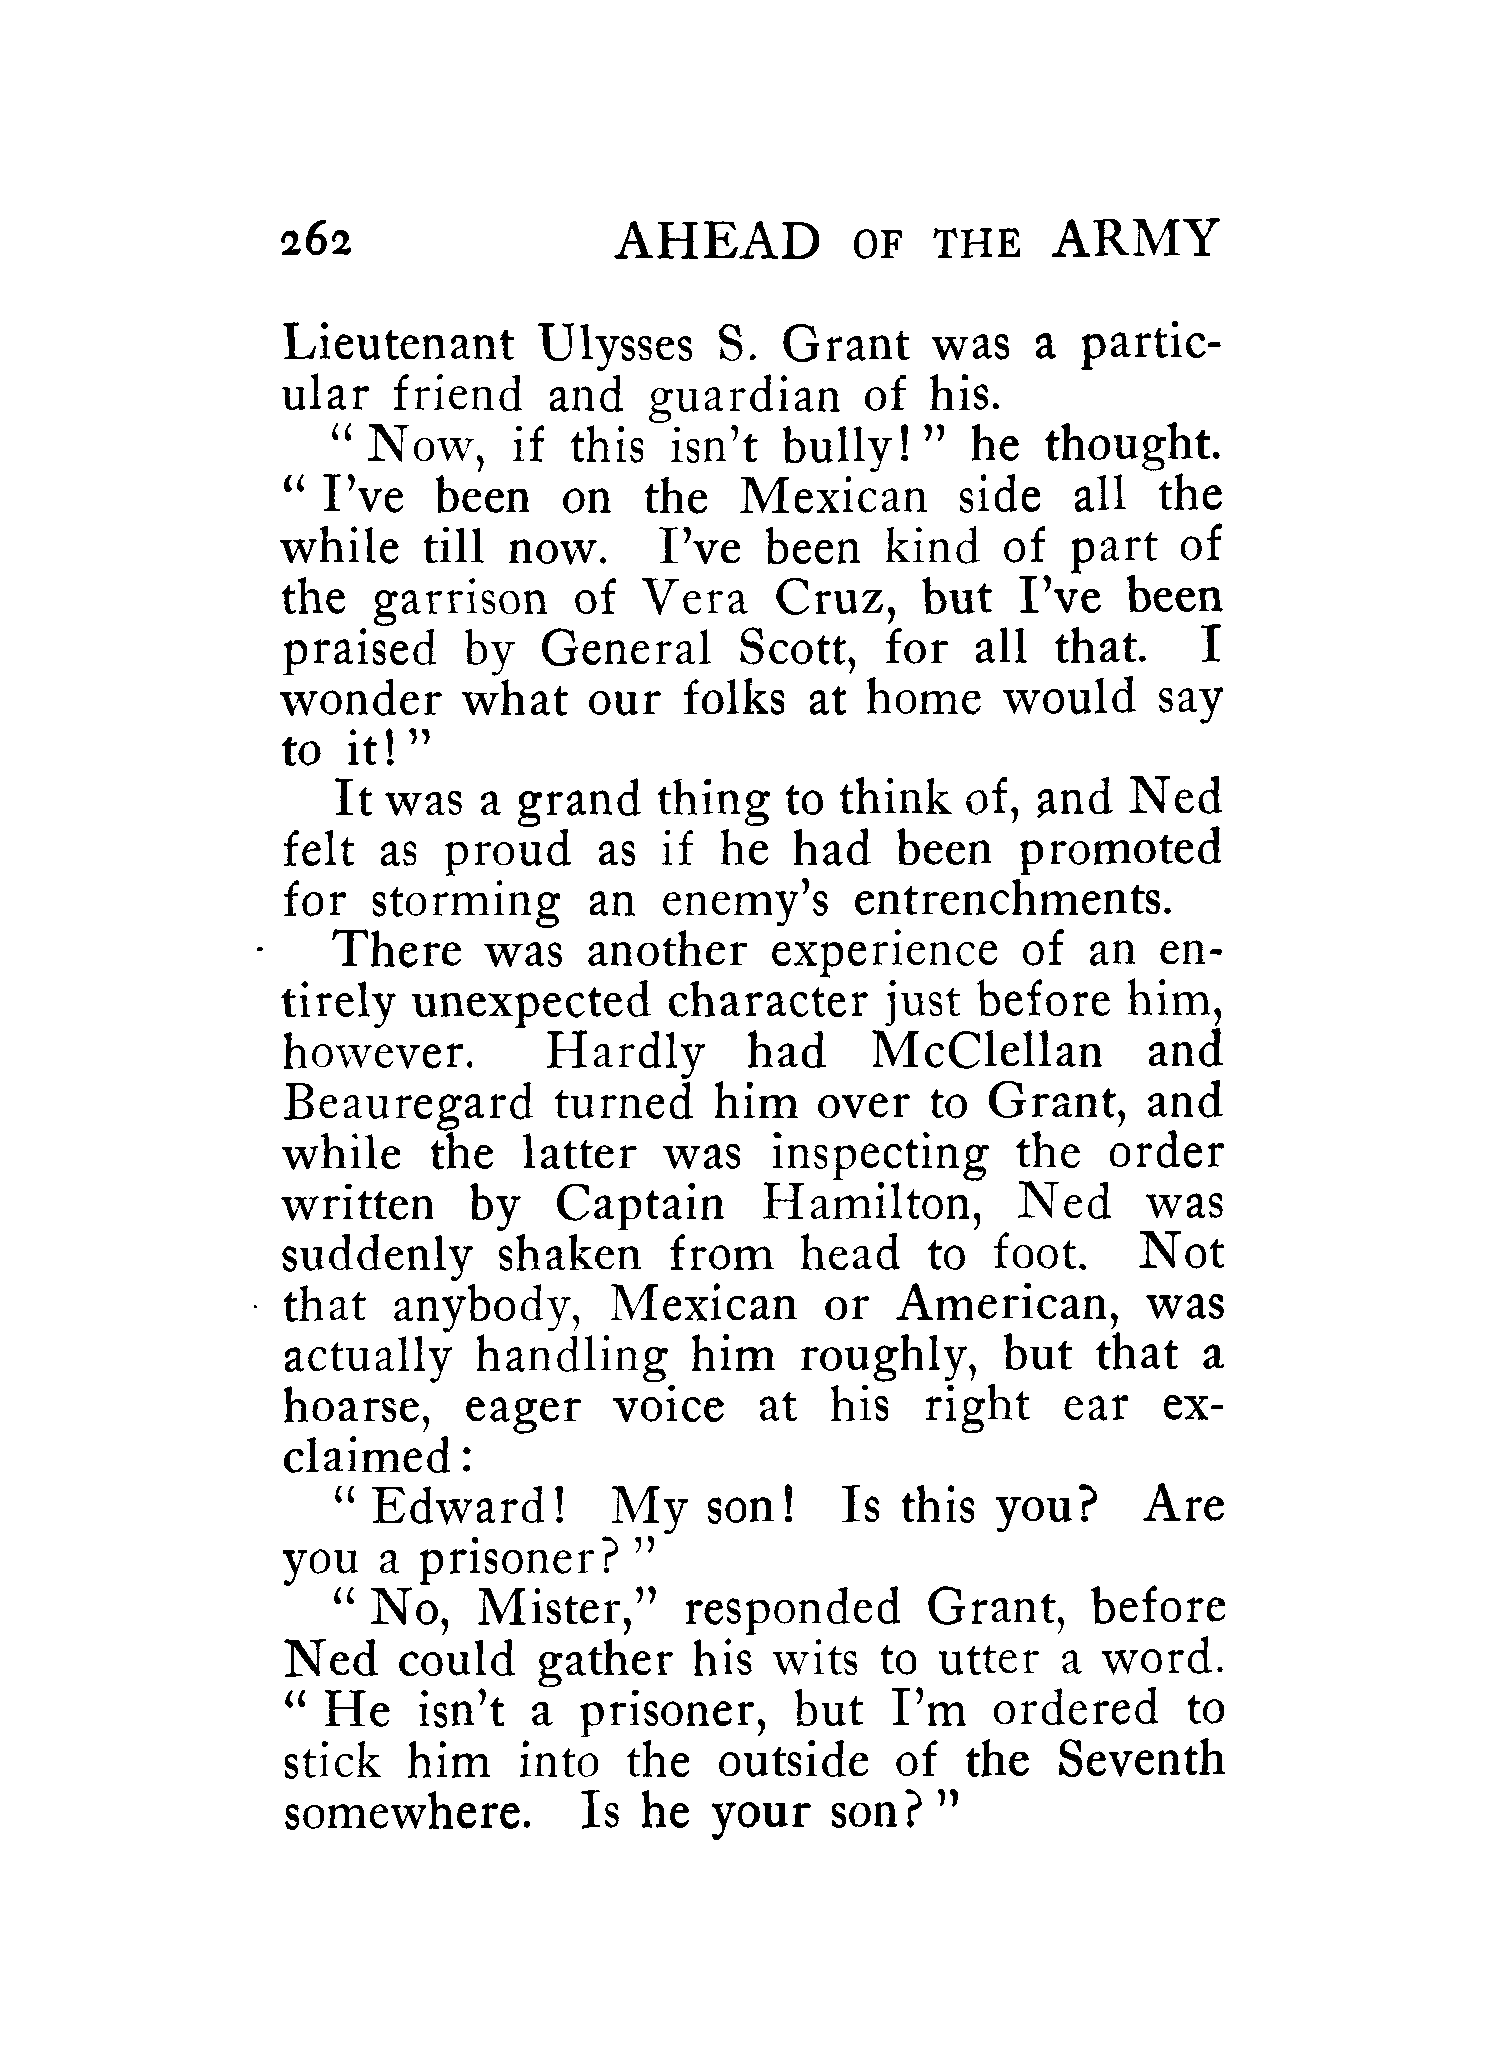 262 AHEAD OF THE ARMY
Lieutenant Ulysses S. Grant was a partic-
ular friend and guardian of his.
" Now, if this isn't bully! " he thought.
" I've been on the Mexican side all the
while till now. I've been kind of part of
the garrison of Vera Cruz, but I've been
praised by General Scott, for all that. I
wonder what our folks at home would say
to it! "
It was a grand thing to think of, and Ned
felt as proud as if he had been promoted
for storming an enemy's entrenchments.
There was another experience of an en-
tirely unexpected character just before him,
however. Hardly had McClellan and
Beauregard turned him over to Grant, and
while the latter was inspecting the order
written by Captain Hamilton, Ned was
suddenly shaken from head to foot. Not
that anybody, Mexican or American, was
actually handling him roughly, but that a
hoarse, eager voice at his right ear ex-
claimed:
" Edward! My son! Is this you? Are
you a prisoner? "
" No, Mister," responded Grant, before
Ned could gather his wits to utter a word.
" He isn't a prisoner, but I'm ordered to
stick him into the outside of the Seventh
somewhere. Is he your son? "